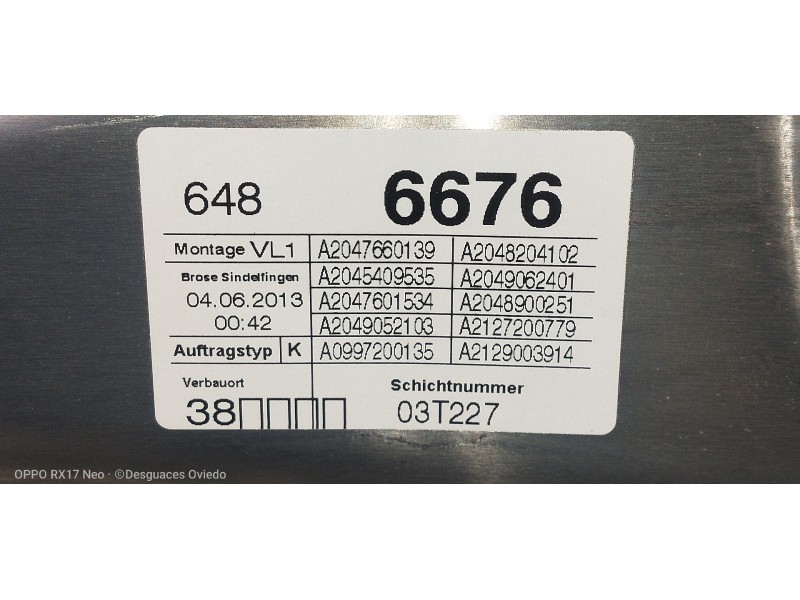 648 6676
Montage VL1 A2047660139 A2048204102
Brose Sindelfingen A2045409535 A2049062401
04.06.2013 A2047601534 A2048900251
00:42 A2049052103 A2127200779
Auftragstyp K A0997200135 A2129003914
Verbauort Schichtnummer
38 03T227
OPPO RX17 Neo · ©Desguaces Oviedo